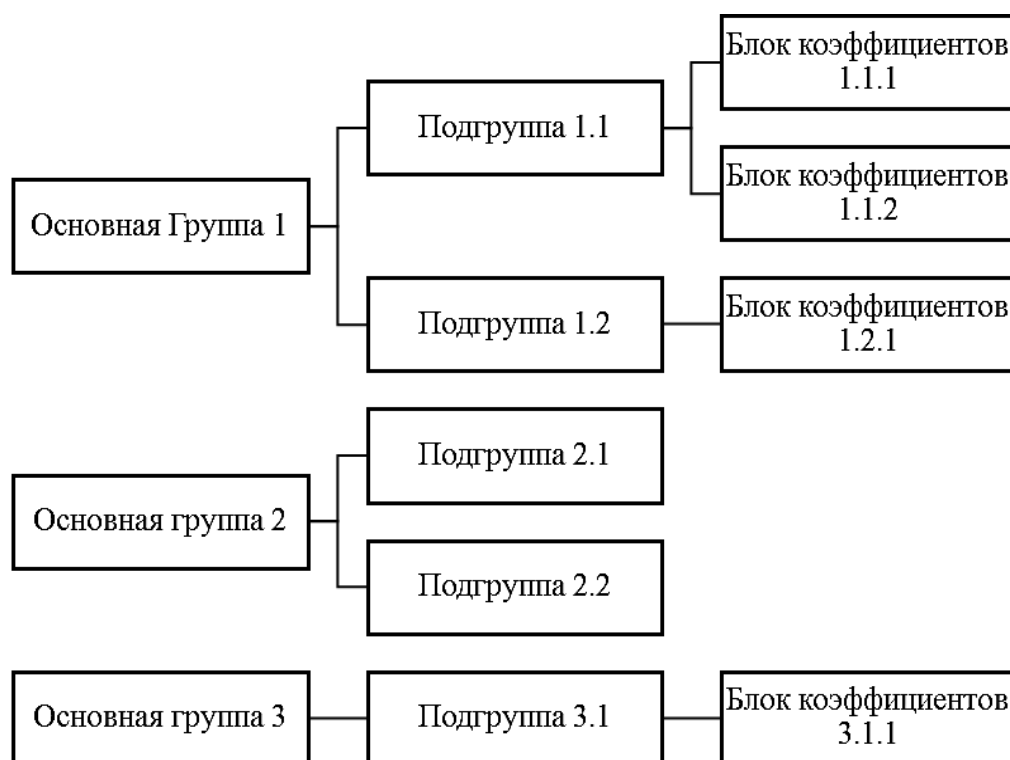 Основная Группа 1
Подгруппа 1.1
Блок коэффициентов
1.1.1
Блок коэффициентов
1.1.2
Подгруппа 1.2
Блок коэффициентов
1.2.1
Основная группа 2
Подгруппа 2.1
Подгруппа 2.2
Основная группа 3
Подгруппа 3.1
Блок коэффициентов
3.1.1